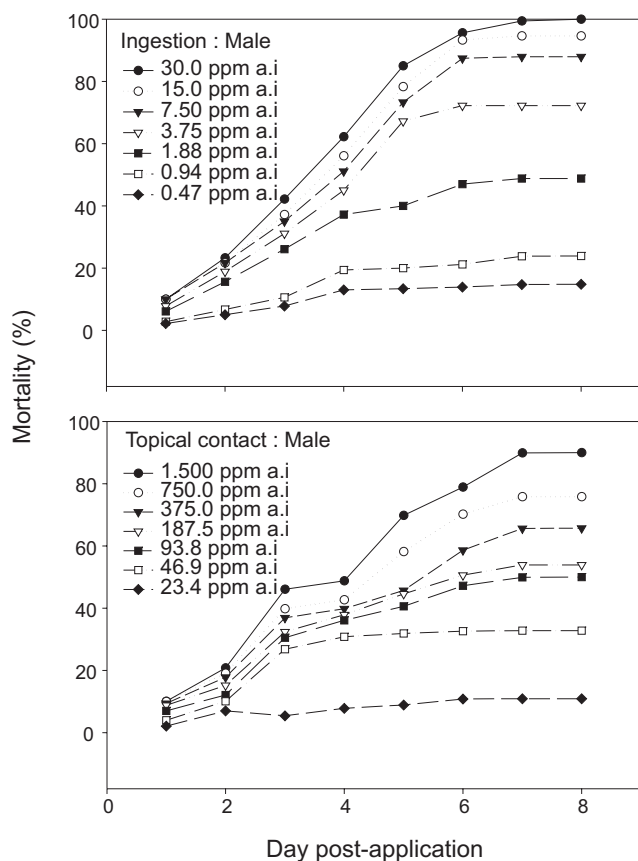 Mortality (%)
100
80
60
40
20
0
Ingestion : Male
30.0 ppm a.i
15.0 ppm a.i
7.50 ppm a.i
3.75 ppm a.i
1.88 ppm a.i
0.94 ppm a.i
0.47 ppm a.i
100
80
60
40
20
0
Topical contact : Male
1.500 ppm a.i
750.0 ppm a.i
375.0 ppm a.i
187.5 ppm a.i
93.8 ppm a.i
46.9 ppm a.i
23.4 ppm a.i
0 2 4 6 8
Day post-application